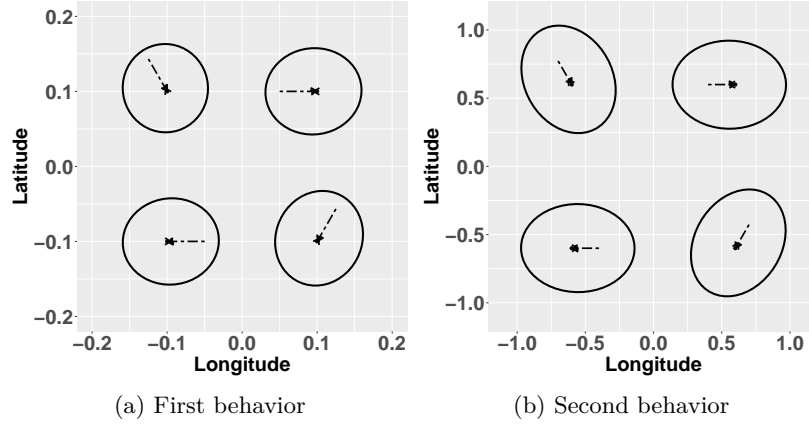 0.2
0.1
0.0
−0.1
−0.2
Latitude
−0.2 −0.1 0.0 0.1 0.2
Longitude
(a) First behavior
1.0
0.5
0.0
−0.5
−1.0
Latitude
−1.0 −0.5 0.0 0.5 1.0
Longitude
(b) Second behavior